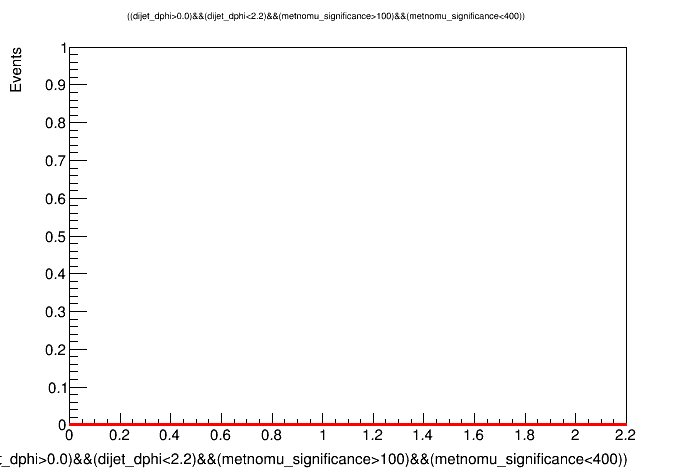 ((dijet_dphi>0.0)&&(dijet_dphi<2.2)&&(metnomu_significance>100)&&(metnomu_significance<400))
Events
1
0.9
0.8
0.7
0.6
0.5
0.4
0.3
0.2
0.1
0
0 0.2 0.4 0.6 0.8 1 1.2 1.4 1.6 1.8 2 2.2
t_dphi>0.0)&&(dijet_dphi<2.2)&&(metnomu_significance>100)&&(metnomu_significance<400))